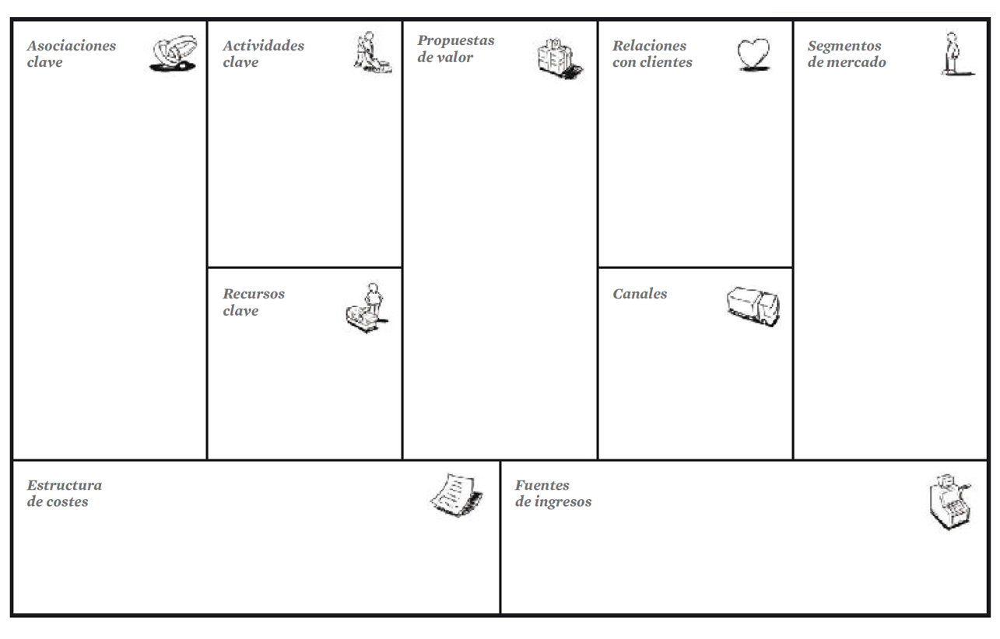 Asociaciones
clave
Actividades
clave
Propuestas
de valor
Relaciones
con clientes
Segmentos
de mercado
Recursos
clave
Canales
Estructura
de costes
Fuentes
de ingresos